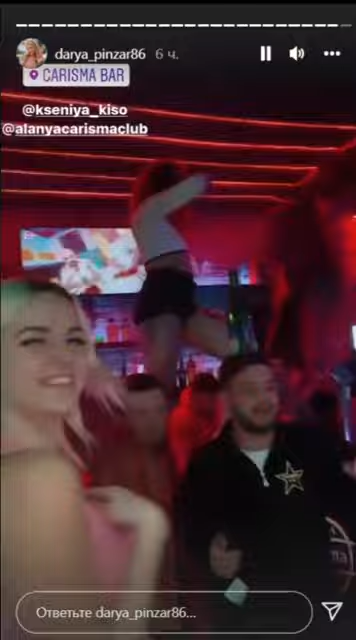 darya_pinzar86 6 ч.
CARISMA BAR
@kseniya_kiso
@alanyacarismaclub
Ответьте darya_pinzar86...